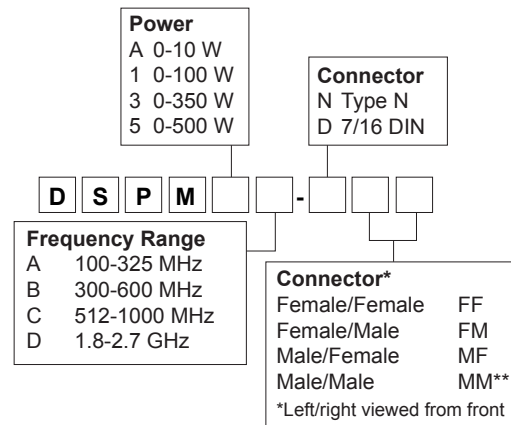 Power
A 0-10 W
1 0-100 W
3 0-350 W
5 0-500 W
Connector
N Type N
D 7/16 DIN
D S P M -
Frequency Range
A 100-325 MHz
B 300-600 MHz
C 512-1000 MHz
D 1.8-2.7 GHz
Connector*
Female/Female FF
Female/Male FM
Male/Female MF
Male/Male MM**
*Left/right viewed from front